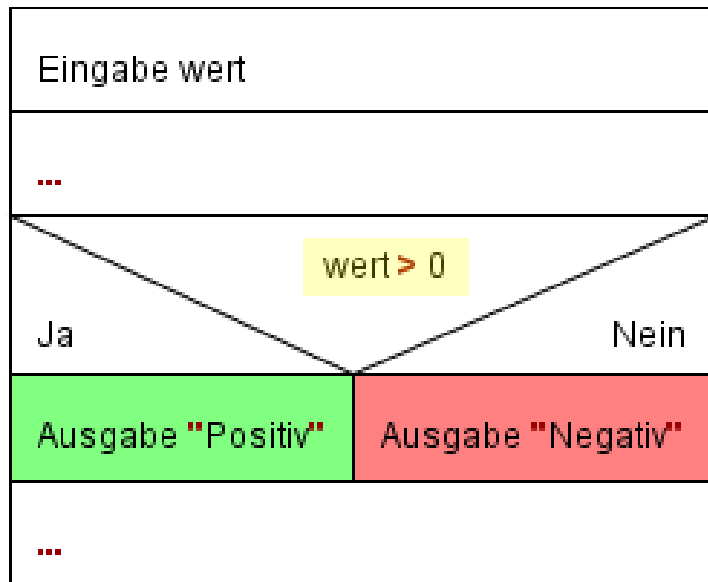 Eingabe wert
...
wert > 0
Ja
Nein
Ausgabe "Positiv"
Ausgabe "Negativ"
...